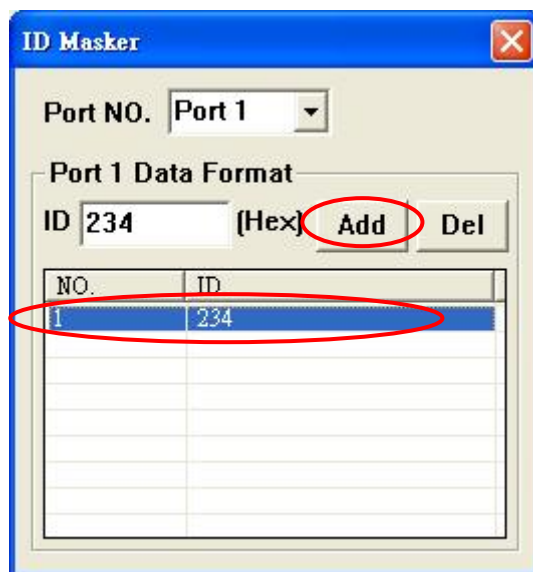 ID Masker
Port NO. Port 1
Port 1 Data Format
ID 234 (Hex) Add Del
NO. ID
1 234